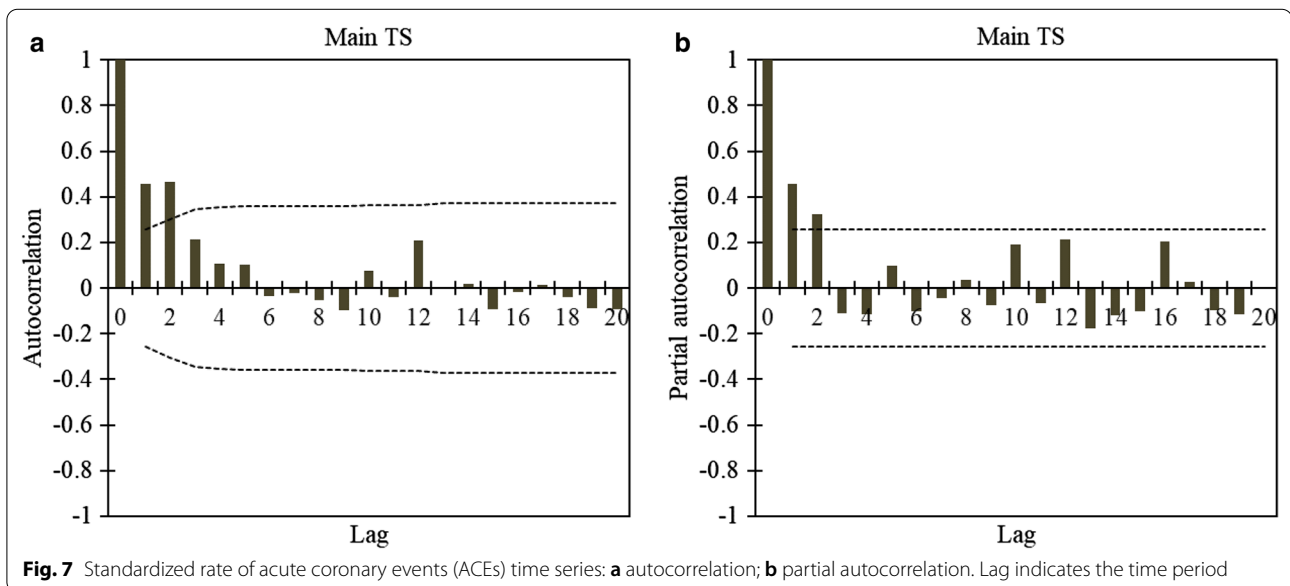 a
Main TS
1
0.8
0.6
0.4
0.2
0
-0.2
-0.4
-0.6
-0.8
-1
Autocorrelation
0 2 4 6 8 10 12 14 16 18 20
Lag
b
Main TS
1
0.8
0.6
0.4
0.2
0
-0.2
-0.4
-0.6
-0.8
-1
Partial autocorrelation
0 2 4 6 8 10 12 14 16 18 20
Lag
Fig. 7 Standardized rate of acute coronary events (ACEs) time series: a autocorrelation; b partial autocorrelation. Lag indicates the time period